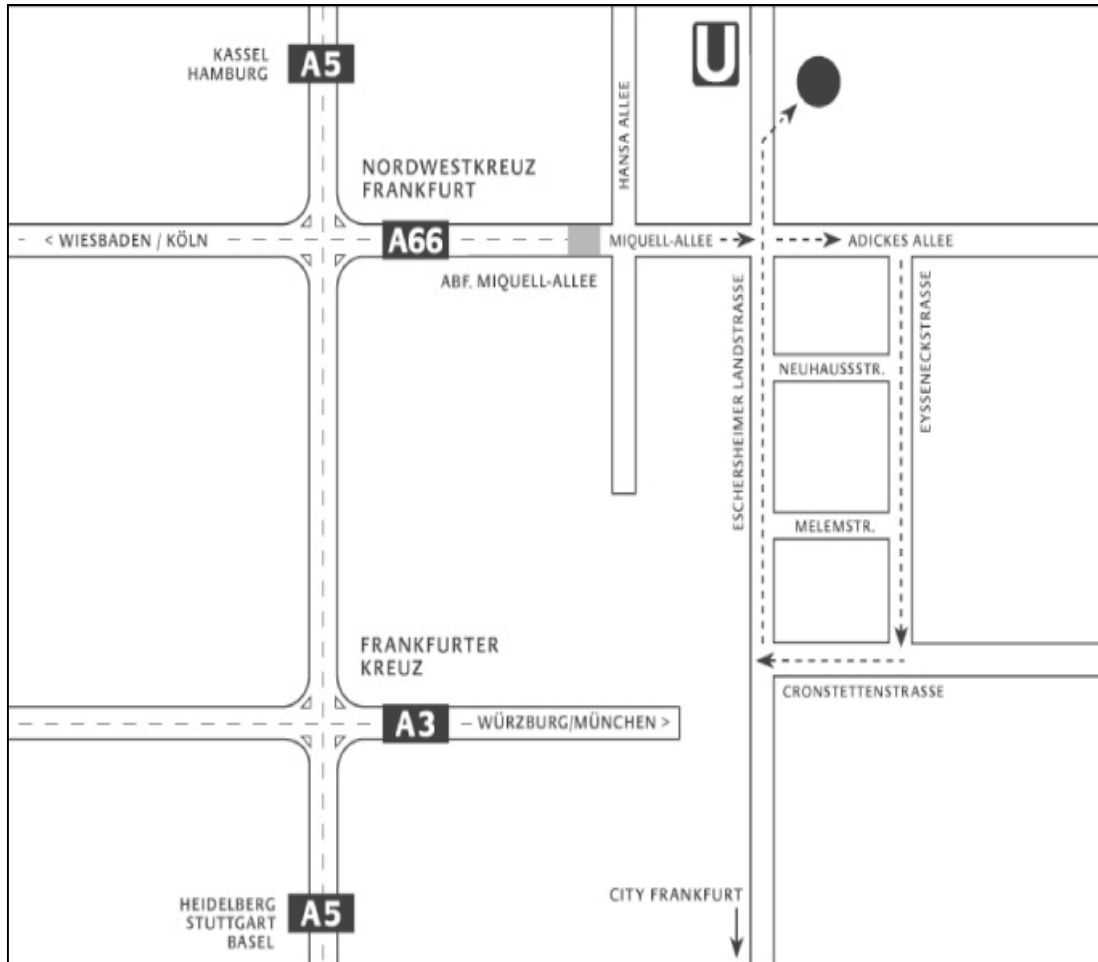 KASSEL
HAMBURG
A5
U
HANSA ALLEE
NORDWESTKREUZ
FRANKFURT
< WIESBADEN / KÖLN
A66
MIQUELL-ALLEE
ADICKES ALLEE
ABF. MIQUELL-ALLEE
ESCHERSHEIMER LANDSTRASSE
NEUHAUSSSTR.
EYSSENECKSTRASSE
MELEMSTR.
FRANKFURTER
KREUZ
CRONSTETTENSTRASSE
A3
WÜRZBURG/MÜNCHEN >
CITY FRANKFURT
HEIDELBERG
STUTTGART
BASEL
A5